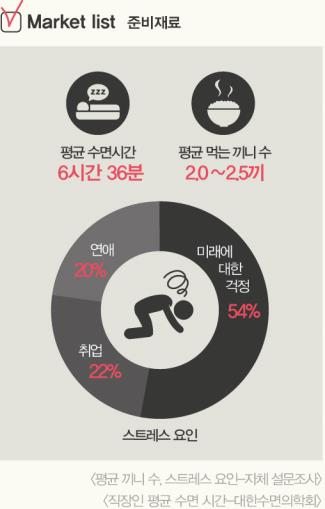 Market list 준비재료
zzz
평균 수면시간
6시간 36분
평균 먹는 끼니 수
2.0~2.5끼
연애
20%
미래에
대한
걱정
54%
취업
22%
스트레스 요인
〈평균 끼니 수, 스트레스 요인-자체 설문조사〉
〈직장인 평균 수면 시간-대한수면의학회〉